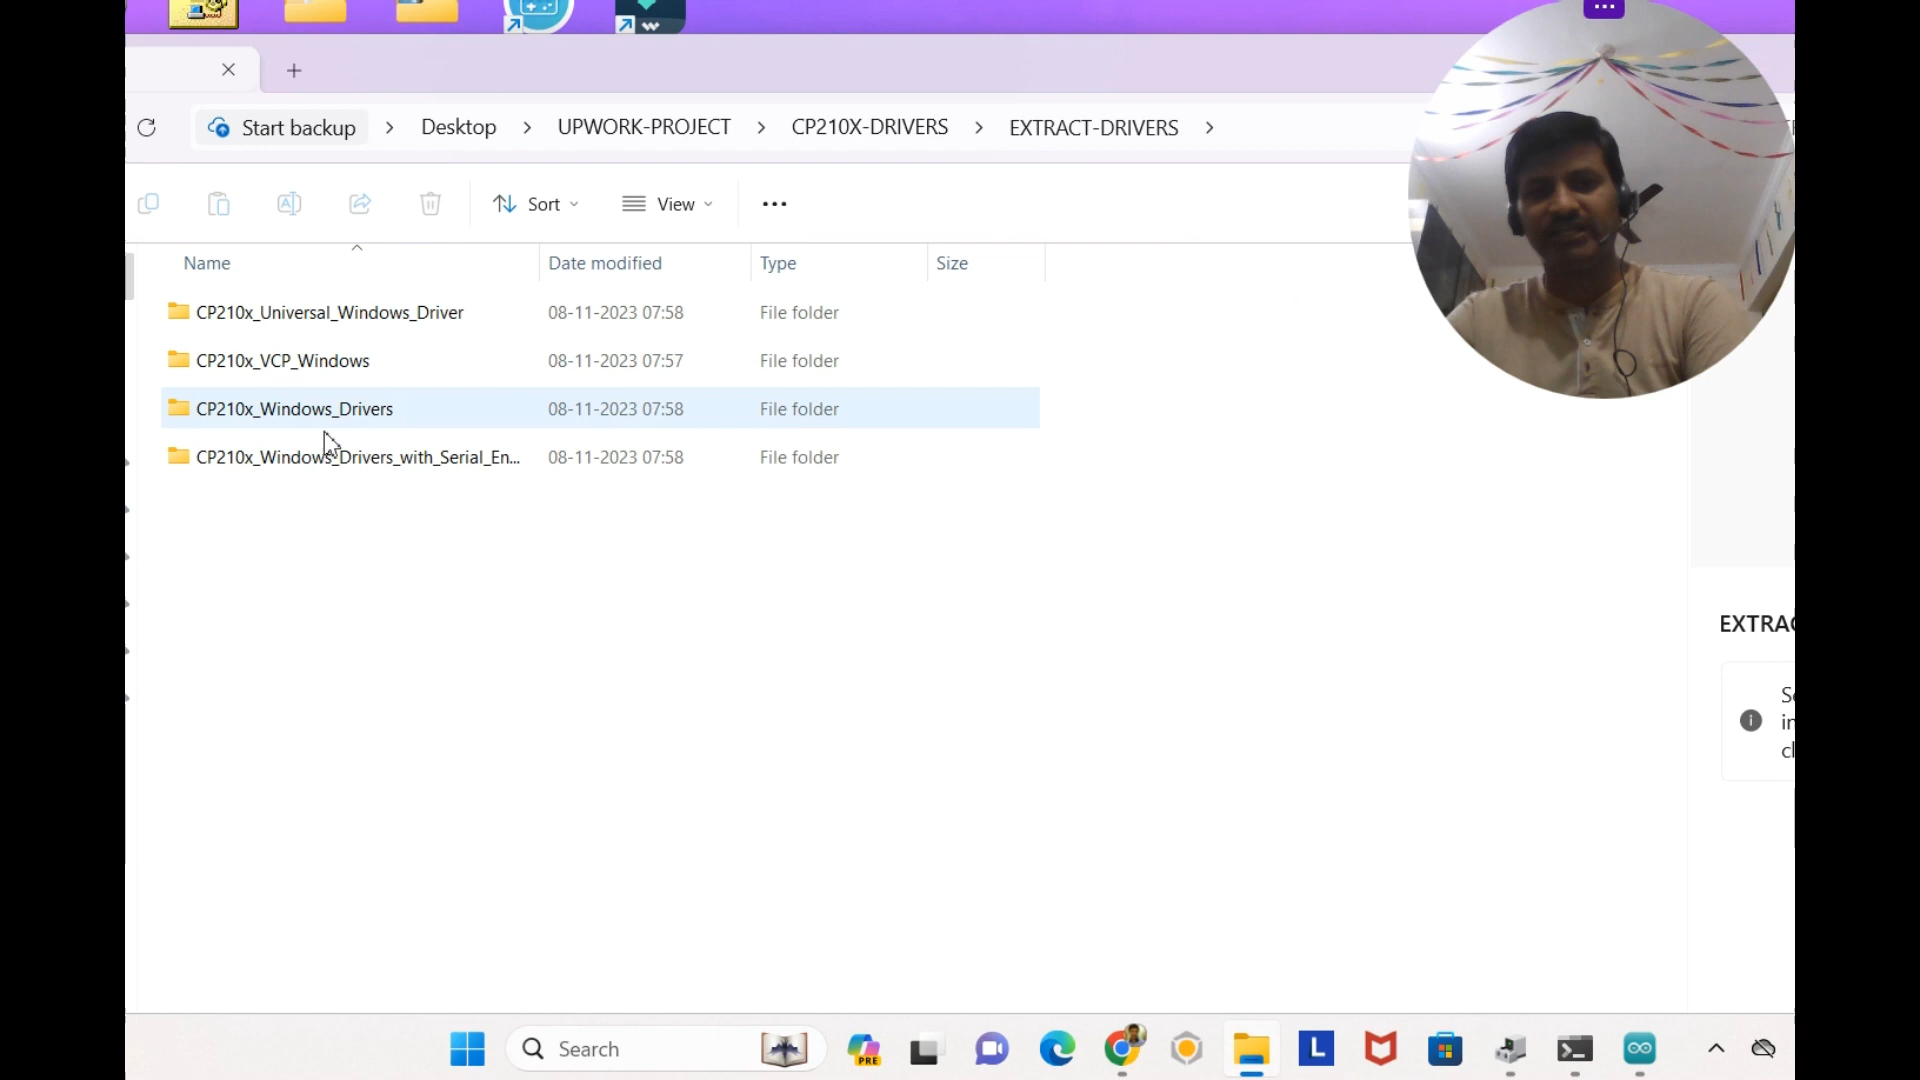 Start backup > Desktop > UPWORK-PROJECT > CP210X-DRIVERS > EXTRACT-DRIVERS >
Sort View
Name Date modified Type Size
CP210x_Universal_Windows_Driver 08-11-2023 07:58 File folder
CP210x_VCP_Windows 08-11-2023 07:57 File folder
CP210x_Windows_Drivers 08-11-2023 07:58 File folder
CP210x_Windows_Drivers_with_Serial_En... 08-11-2023 07:58 File folder
Search
PRE
L